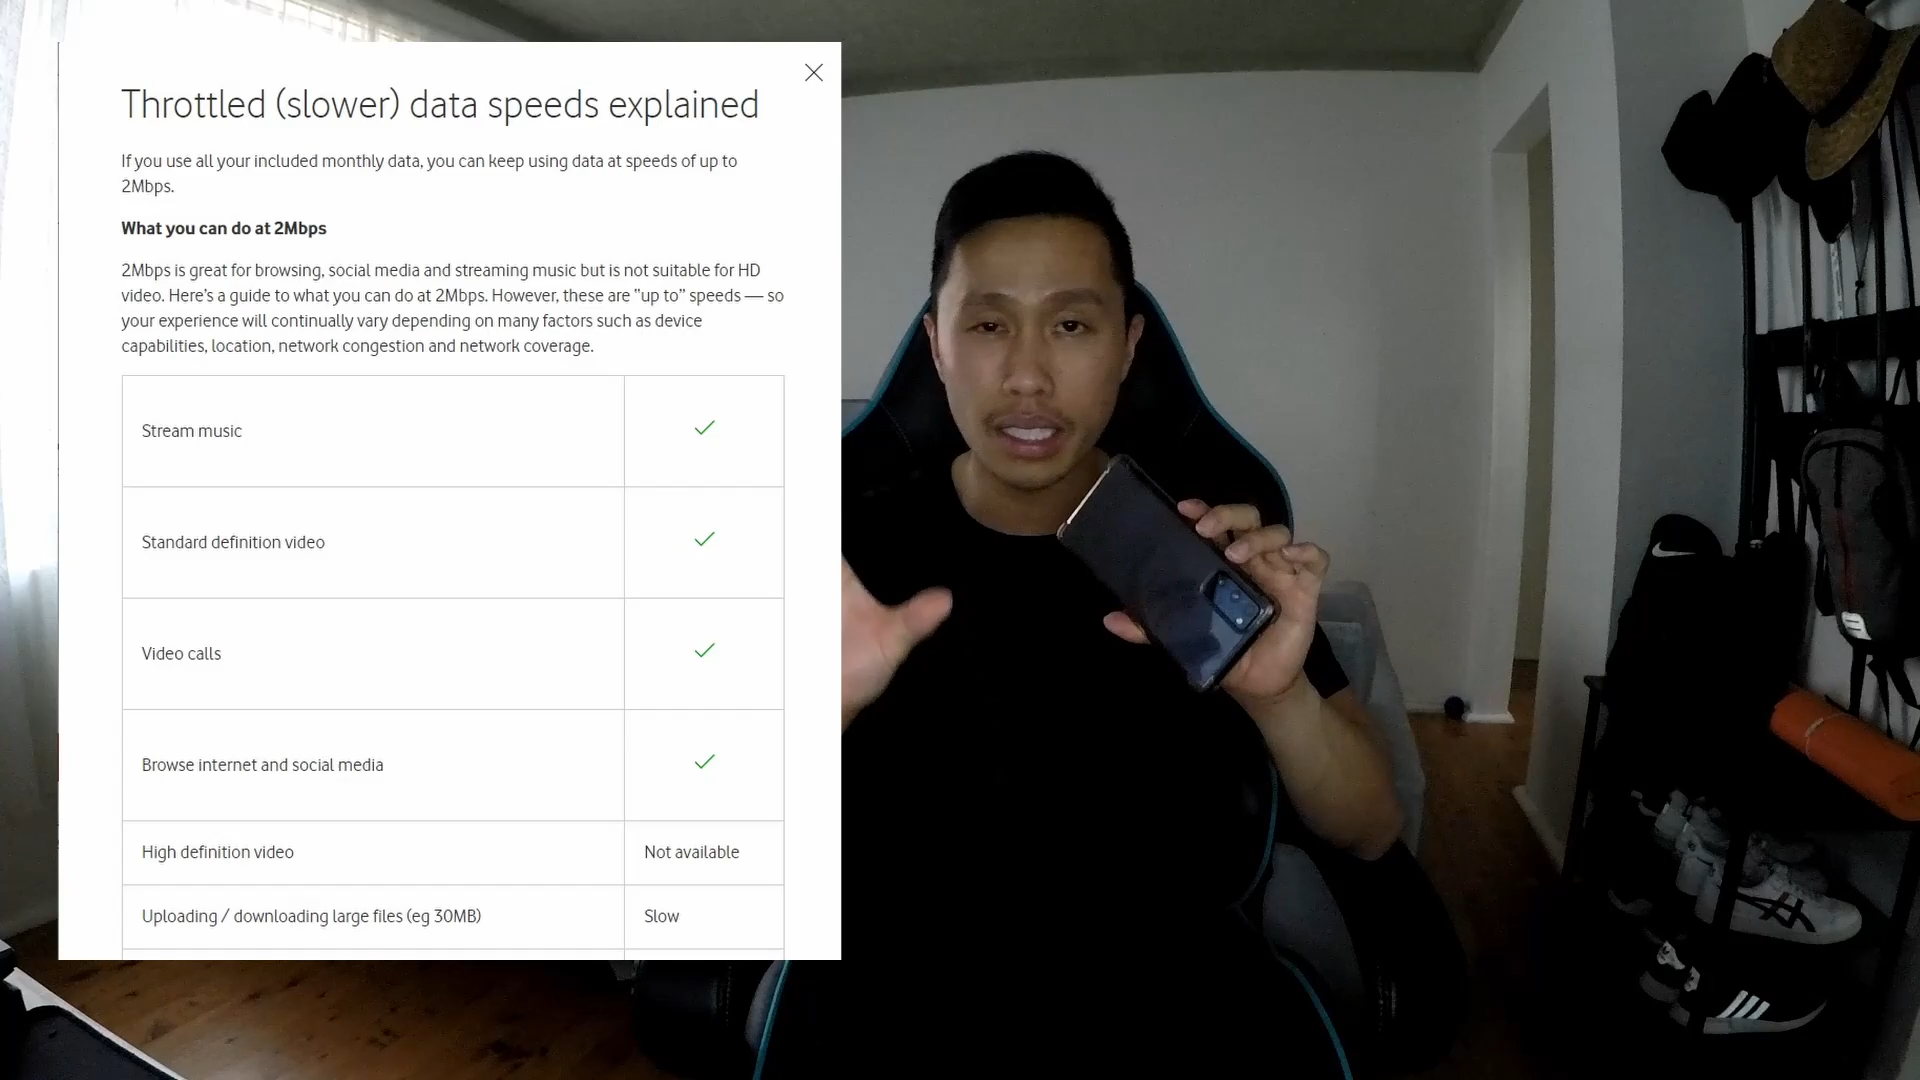 Throttled (slower) data speeds explained
If you use all your included monthly data, you can keep using data at speeds of up to
2Mbps.
What you can do at 2Mbps
2Mbps is great for browsing, social media and streaming music but is not suitable for HD
video. Here's a guide to what you can do at 2Mbps. However, these are "up to" speeds — so
your experience will continually vary depending on many factors such as device
capabilities, location, network congestion and network coverage.
Stream music
Standard definition video
Video calls
Browse internet and social media
High definition video Not available
Uploading / downloading large files (eg 30MB) Slow